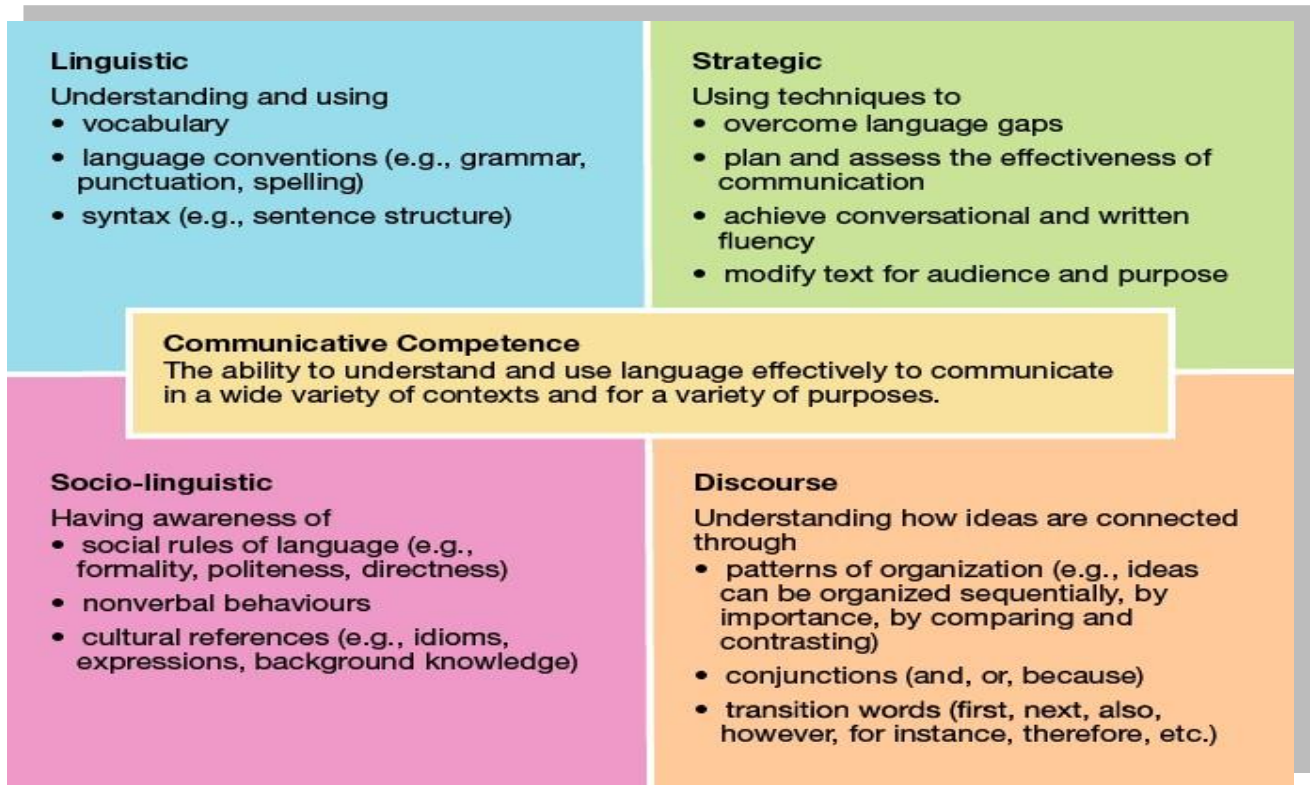 Linguistic
Understanding and using
• vocabulary
• language conventions (e.g., grammar,
punctuation, spelling)
• syntax (e.g., sentence structure)
Strategic
Using techniques to
• overcome language gaps
• plan and assess the effectiveness of
communication
• achieve conversational and written
fluency
• modify text for audience and purpose
Communicative Competence
The ability to understand and use language effectively to communicate
in a wide variety of contexts and for a variety of purposes.
Socio-linguistic
Having awareness of
• social rules of language (e.g.,
formality, politeness, directness)
• nonverbal behaviours
• cultural references (e.g., idioms,
expressions, background knowledge)
Discourse
Understanding how ideas are connected
through
• patterns of organization (e.g., ideas
can be organized sequentially, by
importance, by comparing and
contrasting)
• conjunctions (and, or, because)
• transition words (first, next, also,
however, for instance, therefore, etc.)